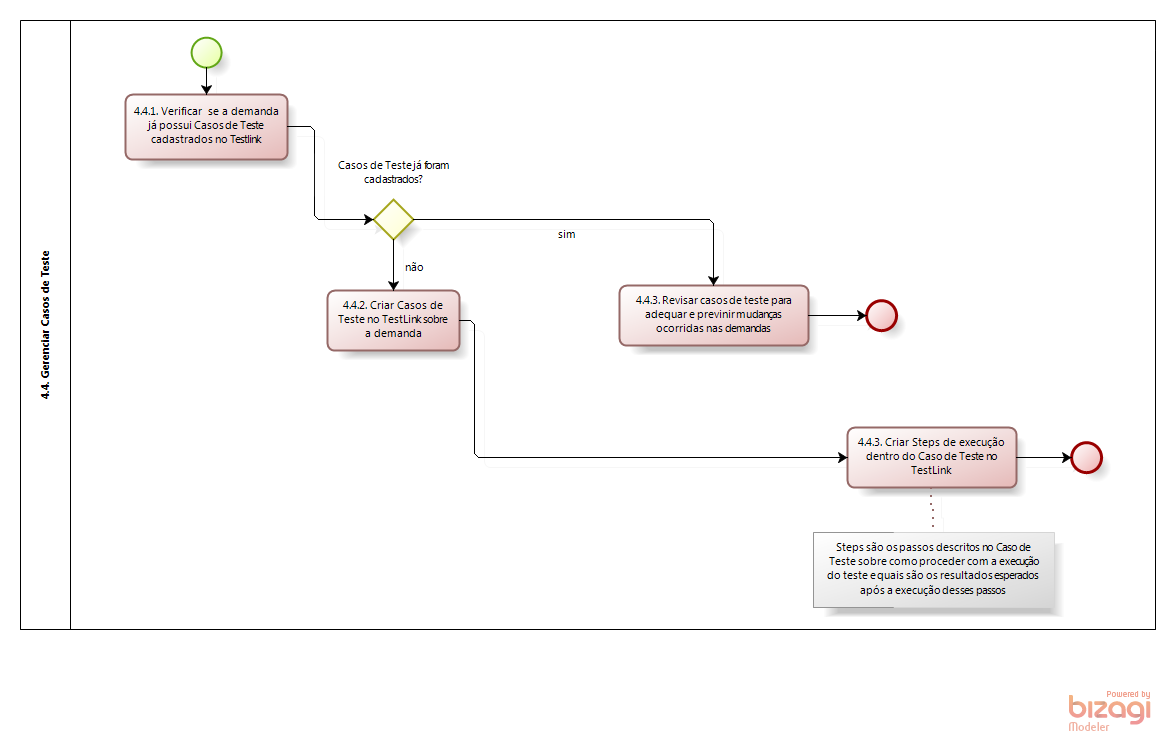 4.4. Gerenciar Casos de Teste
4.4.1. Verificar se a demanda
já possui Casos de Teste
cadastrados no Testlink
Casos de Teste já foram
cadastrados?
sim
não
4.4.2. Criar Casos de
Teste no TestLink sobre
a demanda
4.4.3. Revisar casos de teste para
adequar e previnir mudanças
ocorridas nas demandas
4.4.3. Criar Steps de execução
dentro do Caso de Teste no
TestLink
Steps são os passos descritos no Caso de
Teste sobre como proceder com a execução
do teste e quais são os resultados esperados
após a execução desses passos
Powered by
bizagi
Modeler